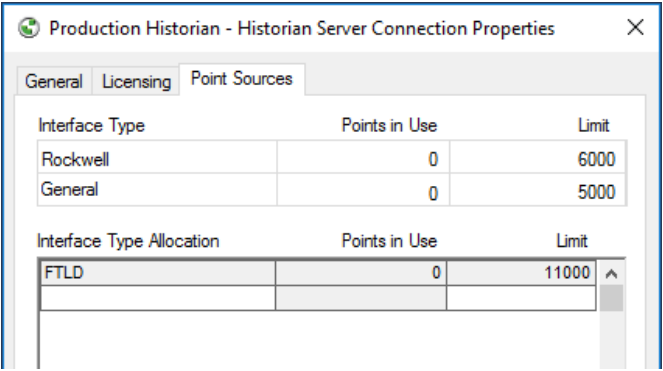 Production Historian - Historian Server Connection Properties
General Licensing Point Sources
Interface Type Points in Use Limit
Rockwell 0 6000
General 0 5000
Interface Type Allocation Points in Use Limit
FTLD 0 11000